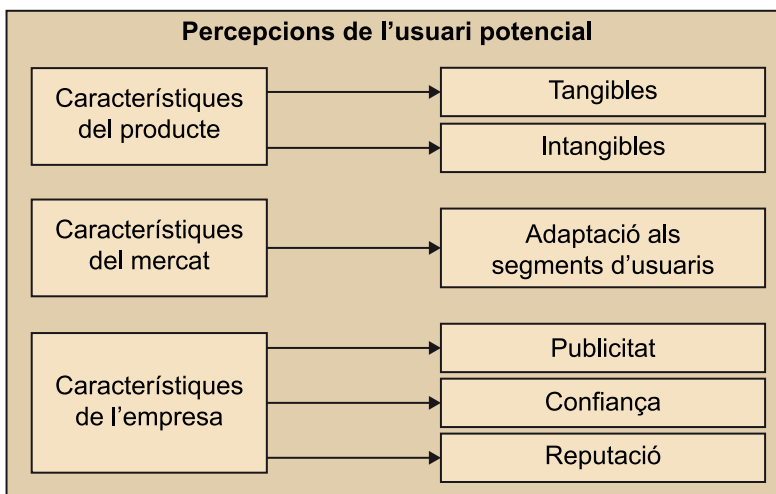 Percepcions de l’usuari potencial
Característiques
del producte
Tangibles
Intangibles
Característiques
del mercat
Adaptació als
segments d’usuaris
Característiques
de l’empresa
Publicitat
Confiança
Reputació